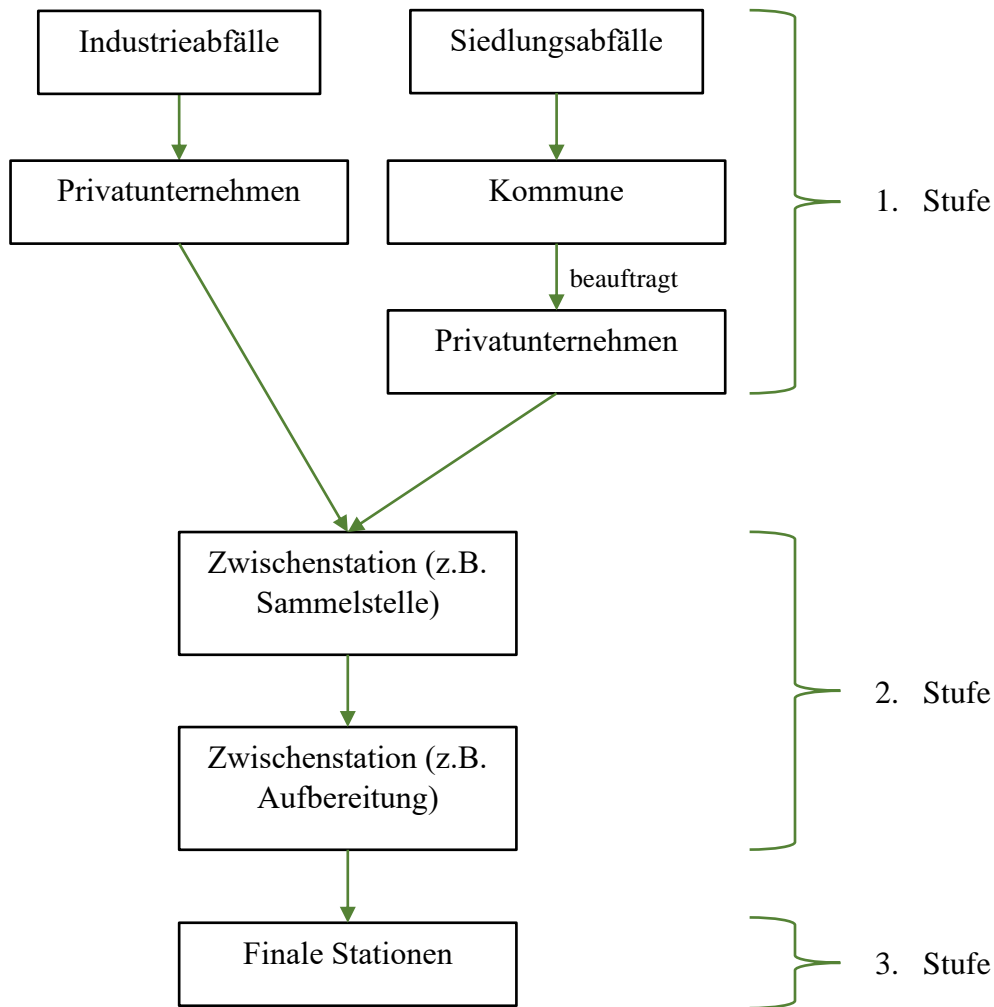 Industrieabfälle
Siedlungsabfälle
Privatunternehmen
Kommune
1. Stufe
beauftragt
Privatunternehmen
Zwischenstation (z.B.
Sammelstelle)
2. Stufe
Zwischenstation (z.B.
Aufbereitung)
Finale Stationen
3. Stufe